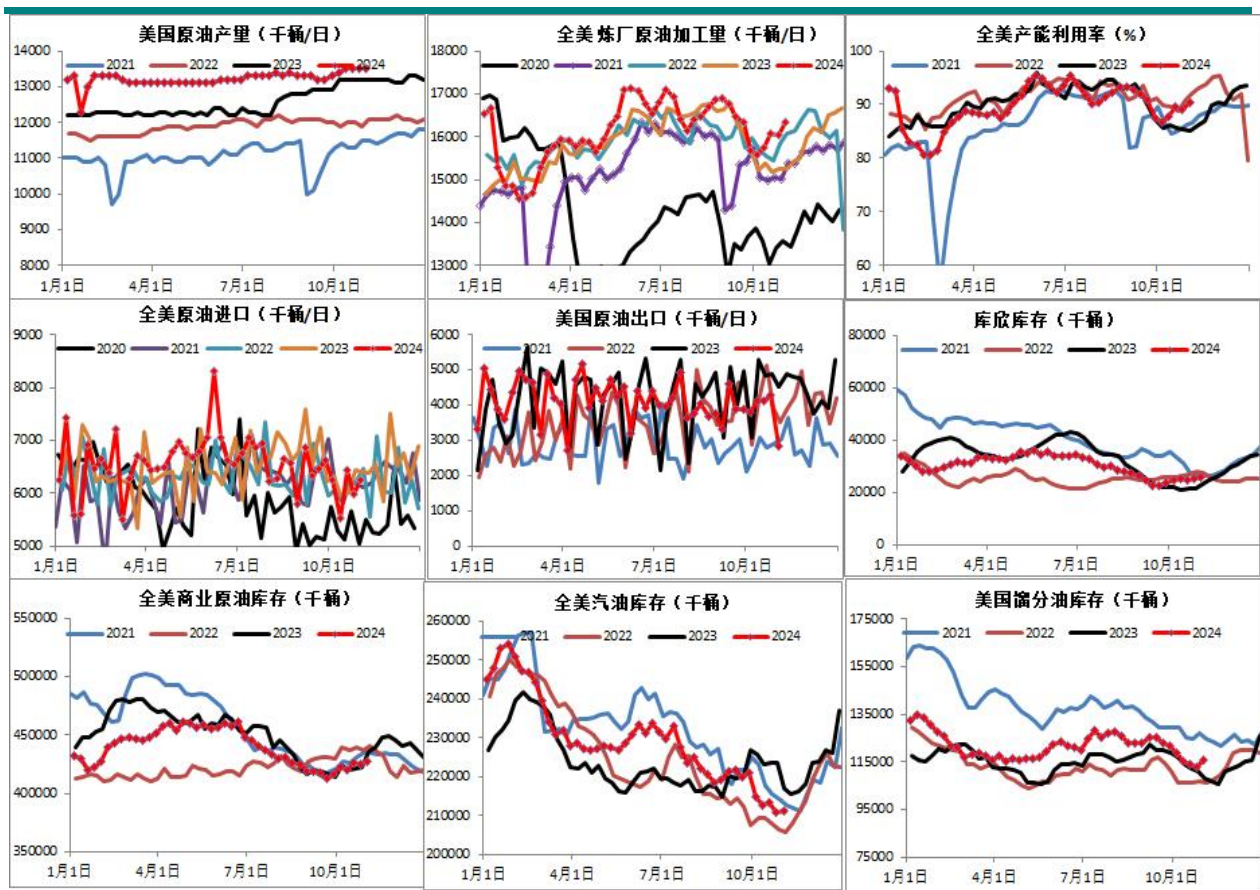 美国原油产量（千桶/日）
14000
2021 2022 2023 2024
13000
12000
11000
10000
9000
8000
1月1日 4月1日 7月1日 10月1日
全美炼厂原油加工量（千桶/日）
18000
2020 2021 2022 2023 2024
17000
16000
15000
14000
13000
1月1日 4月1日 7月1日 10月1日
全美产能利用率（%）
100
2021 2022 2023 2024
90
80
70
60
1月1日 4月1日 7月1日 10月1日
全美原油进口（千桶/日）
9000
2020 2021 2022 2023 2024
8000
7000
6000
5000
1月1日 4月1日 7月1日 10月1日
美国原油出口（千桶/日）
6000
2021 2022 2023 2024
5000
4000
3000
2000
1000
0
1月1日 4月1日 7月1日 10月1日
库欣库存（千桶）
80000
2021 2022 2023 2024
60000
40000
20000
0
1月1日 4月1日 7月1日 10月1日
全美商业原油库存（千桶）
550000
2021 2022 2023 2024
500000
450000
400000
350000
1月1日 4月1日 7月1日 10月1日
全美汽油库存（千桶）
260000
2021 2022 2023 2024
250000
240000
230000
220000
210000
200000
1月1日 4月1日 7月1日 10月1日
美国馏分油库存（千桶）
175000
2021 2022 2023 2024
155000
135000
115000
95000
75000
1月1日 4月1日 7月1日 10月1日